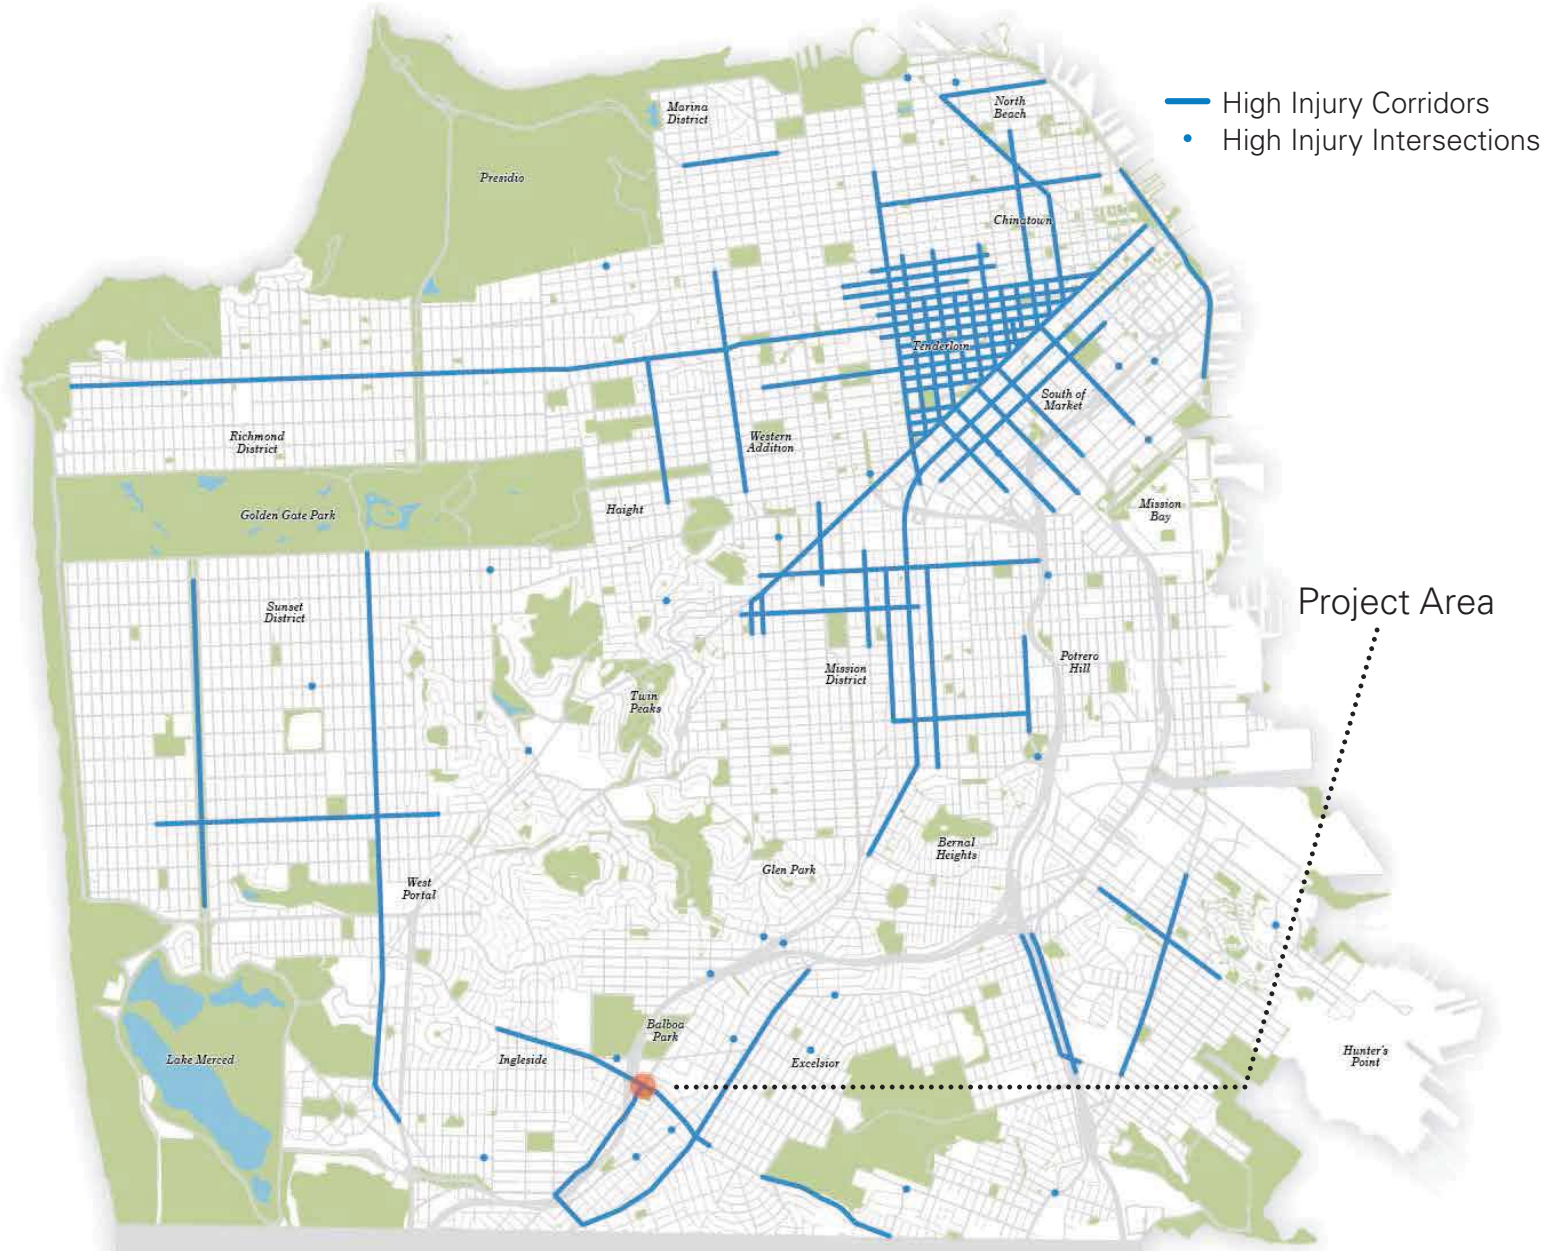 High Injury Corridors
High Injury Intersections
North
Beach
Marina
District
Presidio
Chinatown
Tenderloin
South of
Market
Richmond
District
Western
Addition
Golden Gate Park
Haight
Mission
Bay
Project Area
Sunset
District
Potrero
Hill
Mission
District
Twin
Peaks
Bernal
Heights
Glen Park
West
Portal
Balboa
Park
Lake Merced
Ingleside
Excelsior
Hunter's
Point